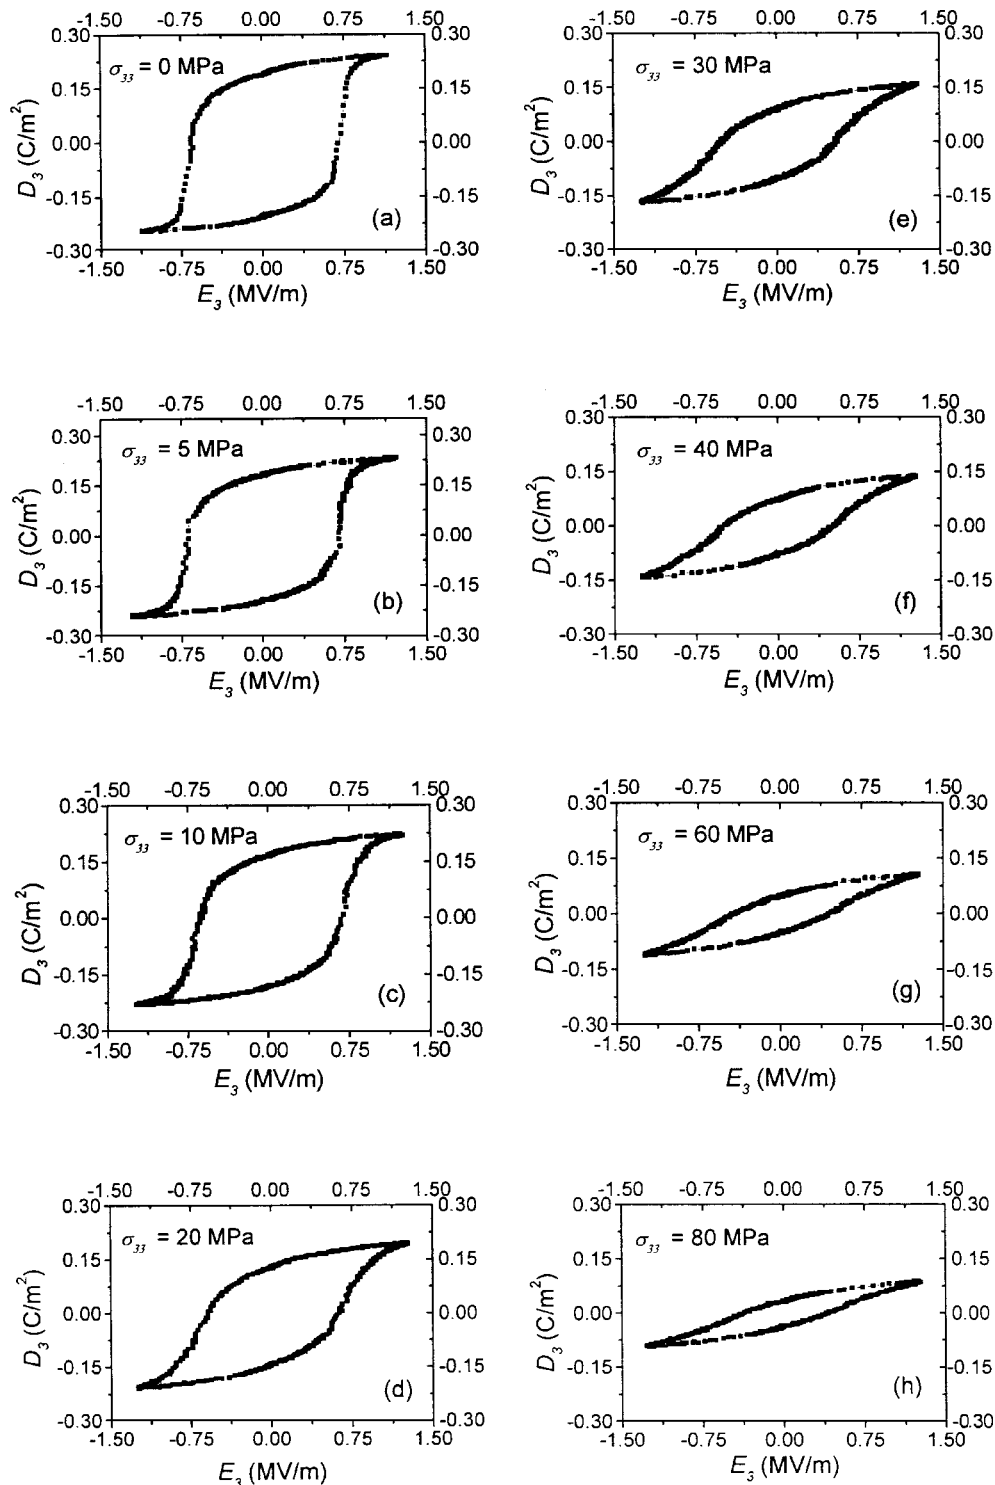 -1.50 -0.75 0.00 0.75 1.50
0.30 0.30
σ33 = 0 MPa
0.15 0.15
0.00 0.00
-0.15 -0.15
(a)
-0.30 -0.30
D3 (C/m²)
-1.50 -0.75 0.00 0.75 1.50
E3 (MV/m)
-1.50 -0.75 0.00 0.75 1.50
0.30 0.30
σ33 = 5 MPa
0.15 0.15
0.00 0.00
-0.15 -0.15
(b)
-0.30 -0.30
D3 (C/m²)
-1.50 -0.75 0.00 0.75 1.50
E3 (MV/m)
-1.50 -0.75 0.00 0.75 1.50
0.30 0.30
σ33 = 10 MPa
0.15 0.15
0.00 0.00
-0.15 -0.15
(c)
-0.30 -0.30
D3 (C/m²)
-1.50 -0.75 0.00 0.75 1.50
E3 (MV/m)
-1.50 -0.75 0.00 0.75 1.50
0.30 0.30
σ33 = 20 MPa
0.15 0.15
0.00 0.00
-0.15 -0.15
(d)
-0.30 -0.30
D3 (C/m²)
-1.50 -0.75 0.00 0.75 1.50
E3 (MV/m)
-1.50 -0.75 0.00 0.75 1.50
0.30 0.30
σ33 = 30 MPa
0.15 0.15
0.00 0.00
-0.15 -0.15
(e)
-0.30 -0.30
D3 (C/m²)
-1.50 -0.75 0.00 0.75 1.50
E3 (MV/m)
-1.50 -0.75 0.00 0.75 1.50
0.30 0.30
σ33 = 40 MPa
0.15 0.15
0.00 0.00
-0.15 -0.15
(f)
-0.30 -0.30
D3 (C/m²)
-1.50 -0.75 0.00 0.75 1.50
E3 (MV/m)
-1.50 -0.75 0.00 0.75 1.50
0.30 0.30
σ33 = 60 MPa
0.15 0.15
0.00 0.00
-0.15 -0.15
(g)
-0.30 -0.30
D3 (C/m²)
-1.50 -0.75 0.00 0.75 1.50
E3 (MV/m)
-1.50 -0.75 0.00 0.75 1.50
0.30 0.30
σ33 = 80 MPa
0.15 0.15
0.00 0.00
-0.15 -0.15
(h)
-0.30 -0.30
D3 (C/m²)
-1.50 -0.75 0.00 0.75 1.50
E3 (MV/m)